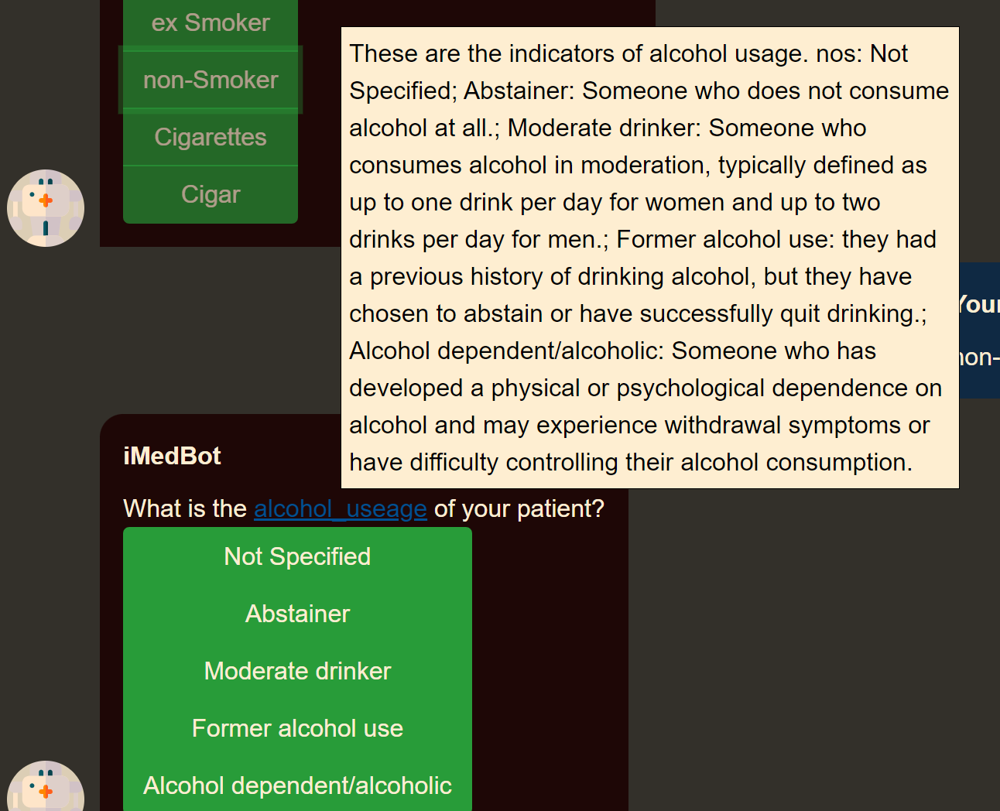 ex Smoker
non-Smoker
Cigarettes
Cigar
These are the indicators of alcohol usage. nos: Not
Specified; Abstainer: Someone who does not consume
alcohol at all.; Moderate drinker: Someone who
consumes alcohol in moderation, typically defined as
up to one drink per day for women and up to two
drinks per day for men.; Former alcohol use: they had
a previous history of drinking alcohol, but they have
chosen to abstain or have successfully quit drinking.;
Alcohol dependent/alcoholic: Someone who has
developed a physical or psychological dependence on
alcohol and may experience withdrawal symptoms or
have difficulty controlling their alcohol consumption.
iMedBot
What is the alcohol_useage of your patient?
Not Specified
Abstainer
Moderate drinker
Former alcohol use
Alcohol dependent/alcoholic